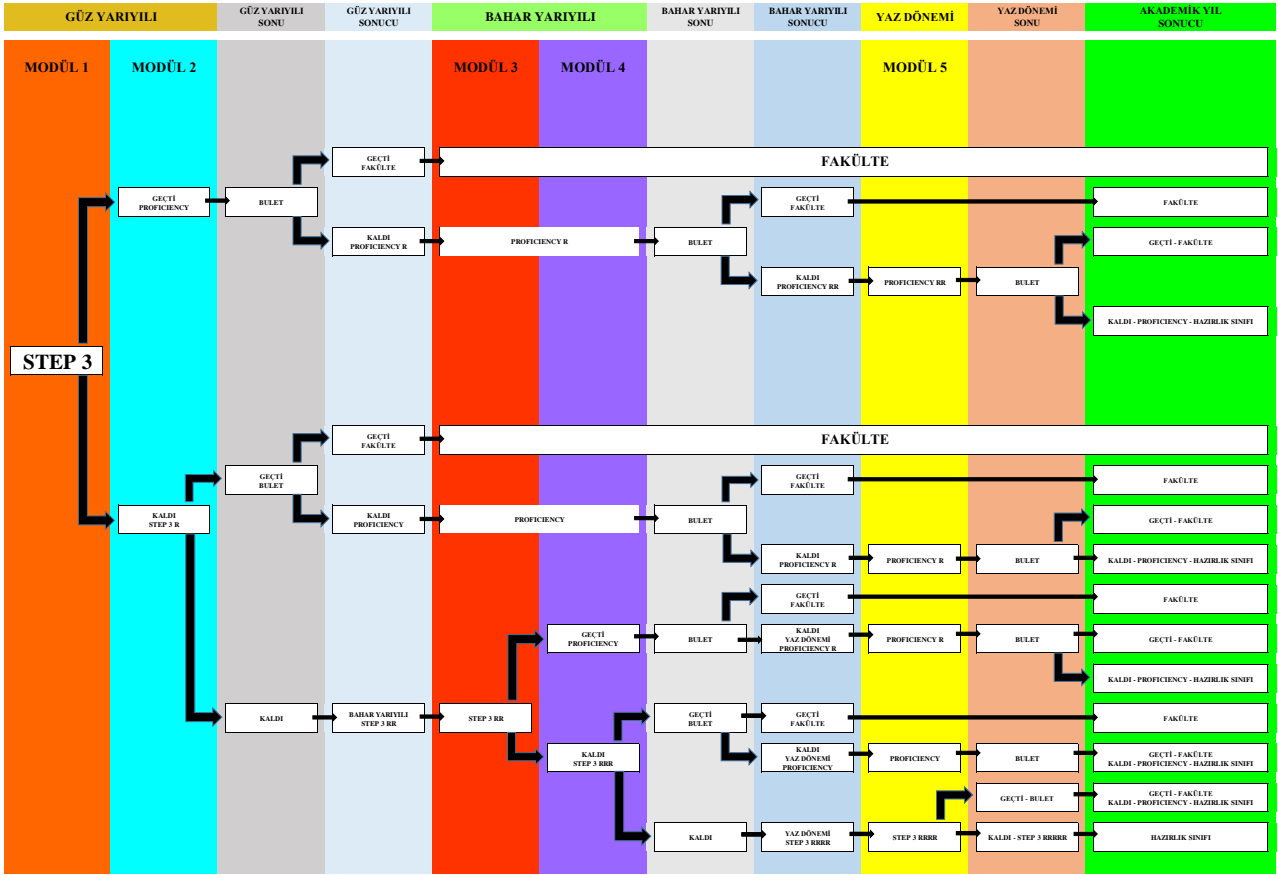 GÜZ YARIYILI
GÜZ YARIYILI
SONU
GÜZ YARIYILI
SONUCU
BAHAR YARIYILI
BAHAR YARIYILI
SONU
BAHAR YARIYILI
SONUCU
YAZ DÖNEMİ
YAZ DÖNEMİ
SONU
AKADEMİK YIL
SONUCU
MODÜL 1
MODÜL 2
MODÜL 3
MODÜL 4
MODÜL 5
GEÇTİ
FAKÜLTE
FAKÜLTE
GEÇTİ
PROFICIENCY
BULET
GEÇTİ
FAKÜLTE
FAKÜLTE
KALDI
PROFICIENCY R
PROFICIENCY R
BULET
GEÇTİ - FAKÜLTE
KALDI
PROFICIENCY RR
PROFICIENCY RR
BULET
KALDI - PROFICIENCY - HAZIRLIK SINIFI
STEP 3
GEÇTİ
FAKÜLTE
FAKÜLTE
GEÇTİ
BULET
GEÇTİ
FAKÜLTE
FAKÜLTE
KALDI
STEP 3 R
KALDI
PROFICIENCY
PROFICIENCY
BULET
GEÇTİ - FAKÜLTE
KALDI
PROFICIENCY R
PROFICIENCY R
BULET
KALDI - PROFICIENCY - HAZIRLIK SINIFI
GEÇTİ
FAKÜLTE
FAKÜLTE
GEÇTİ
PROFICIENCY
BULET
KALDI
YAZ DÖNEMİ
PROFICIENCY R
PROFICIENCY R
BULET
GEÇTİ - FAKÜLTE
KALDI - PROFICIENCY - HAZIRLIK SINIFI
KALDI
BAHAR YARIYILI
STEP 3 RR
STEP 3 RR
GEÇTİ
BULET
GEÇTİ
FAKÜLTE
FAKÜLTE
KALDI
STEP 3 RRR
KALDI
YAZ DÖNEMİ
PROFICIENCY
PROFICIENCY
BULET
GEÇTİ - FAKÜLTE
KALDI - PROFICIENCY - HAZIRLIK SINIFI
GEÇTİ - BULET
GEÇTİ - FAKÜLTE
KALDI - PROFICIENCY - HAZIRLIK SINIFI
KALDI
YAZ DÖNEMİ
STEP 3 RRRR
STEP 3 RRRR
KALDI - STEP 3 RRRRR
HAZIRLIK SINIFI